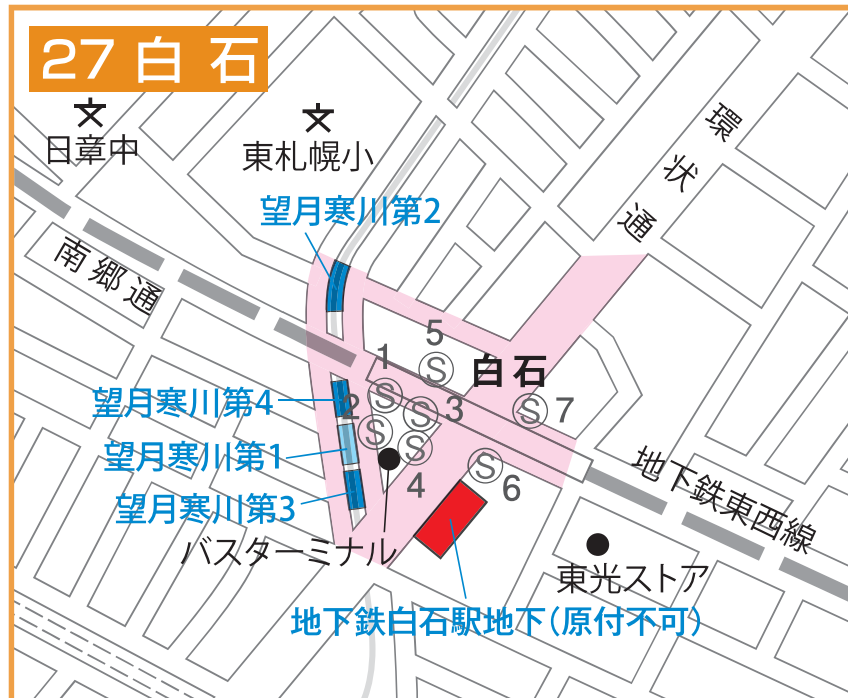 27 白 石
日章中
東札幌小
環状通
望月寒川第2
南郷通
5
1
白石
望月寒川第4
2
3
7
望月寒川第1
4
6
望月寒川第3
地下鉄東西線
バスターミナル
東光ストア
地下鉄白石駅地下(原付不可)
S
S
S
S
S
S
S